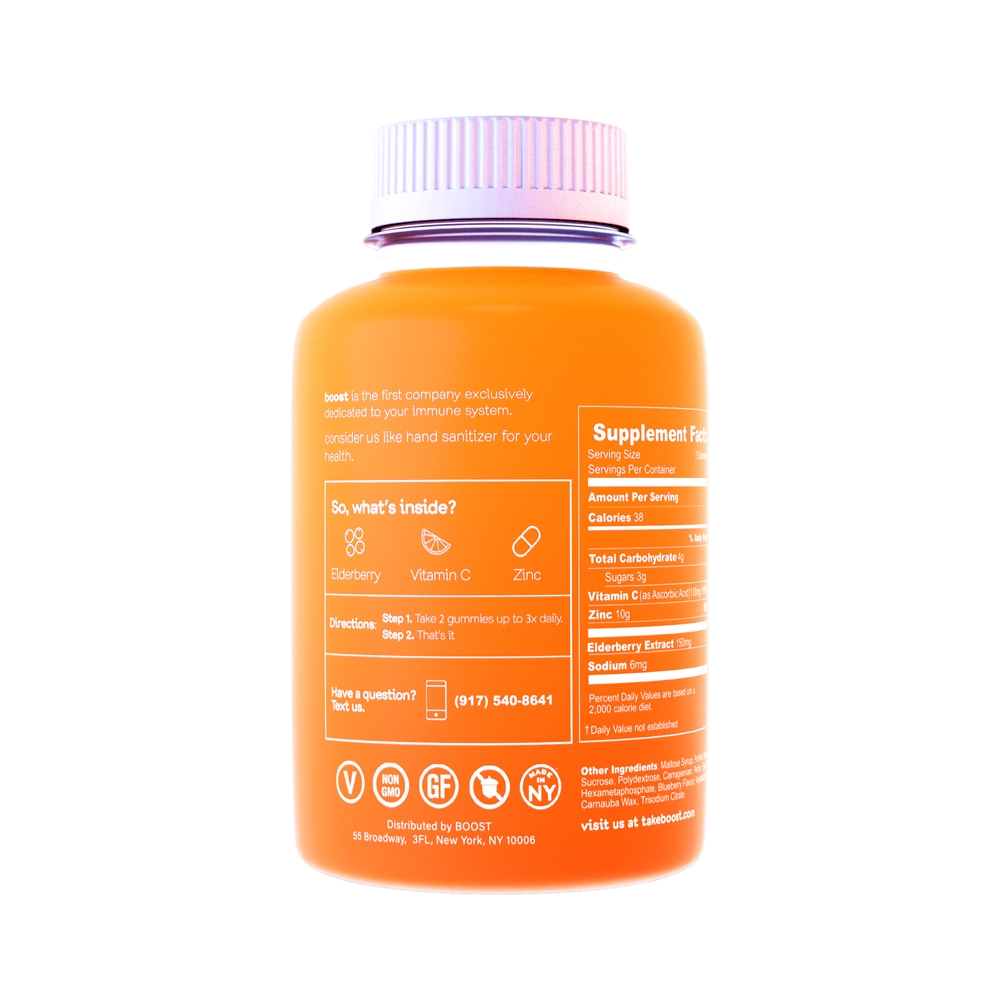 boost is the first company exclusively
dedicated to your immune system.
consider us like hand sanitizer for your
health.
So, what's inside?
Elderberry
Vitamin C
Zinc
Directions:
Step 1. Take 2 gummies up to 3x daily.
Step 2. That's it
Have a question?
Text us.
(917) 540-8641
V
NON
GMO
GF
MADE
IN
NY
Distributed by BOOST
55 Broadway, 3FL, New York, NY 10006
Supplement Facts
Serving Size
Servings Per Container
Amount Per Serving
Calories 38
% Daily
Total Carbohydrate 4g
Sugars 3g
Vitamin C (as Ascorbic Acid)
Zinc 10g
Elderberry Extract 150mg
Sodium 6mg
Percent Daily Values are based on a
2,000 calorie diet.
† Daily Value not established
Other Ingredients: Maltose Syrup,
Sucrose, Polydextrose, Carrageenan,
Hexametaphosphate, Blueberry Flavor,
Carnauba Wax, Trisodium Citrate
visit us at takeboost.com